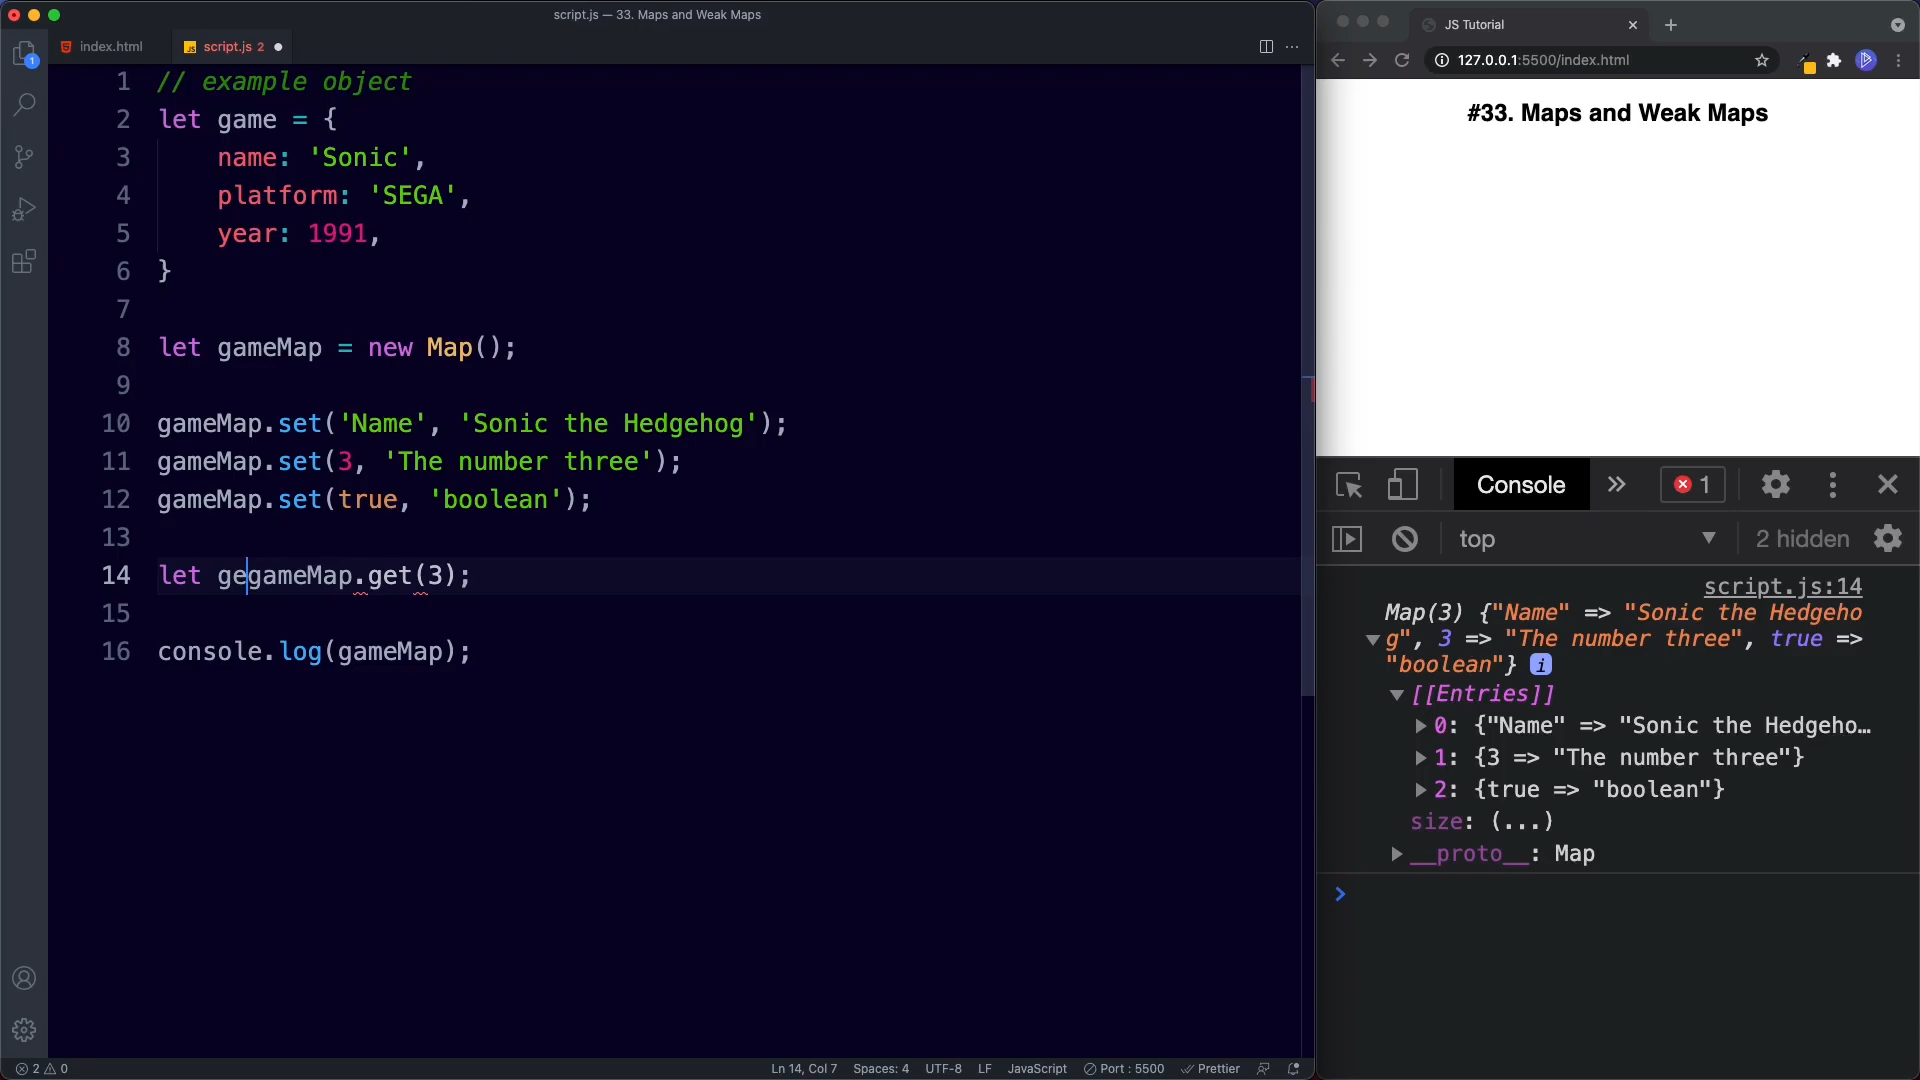 script.js — 33. Maps and Weak Maps
index.html
script.js 2
1 // example object
2 let game = {
3 name: 'Sonic',
4 platform: 'SEGA',
5 year: 1991,
6 }
7
8 let gameMap = new Map();
9
10 gameMap.set('Name', 'Sonic the Hedgehog');
11 gameMap.set(3, 'The number three');
12 gameMap.set(true, 'boolean');
13
14 let gegameMap.get(3);
15
16 console.log(gameMap);
1
2 0
Ln 14, Col 7 Spaces: 4 UTF-8 LF JavaScript Port : 5500 Prettier
JS Tutorial
127.0.0.1:5500/index.html
#33. Maps and Weak Maps
Console 1
top 2 hidden
script.js:14
Map(3) {"Name" => "Sonic the Hedgeho
g", 3 => "The number three", true =>
"boolean"} i
[[Entries]]
0: {"Name" => "Sonic the Hedgeho…
1: {3 => "The number three"}
2: {true => "boolean"}
size: (...)
__proto__: Map